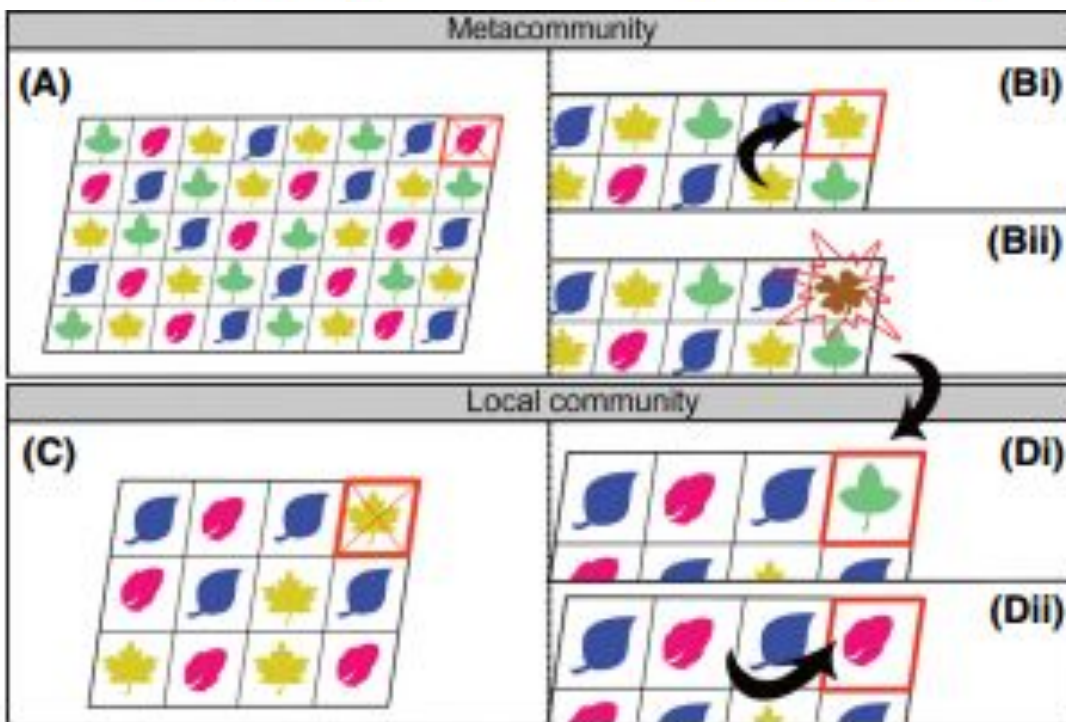 Metacommunity
(A)
(Bi)
(Bii)
Local community
(C)
(Di)
(Dii)